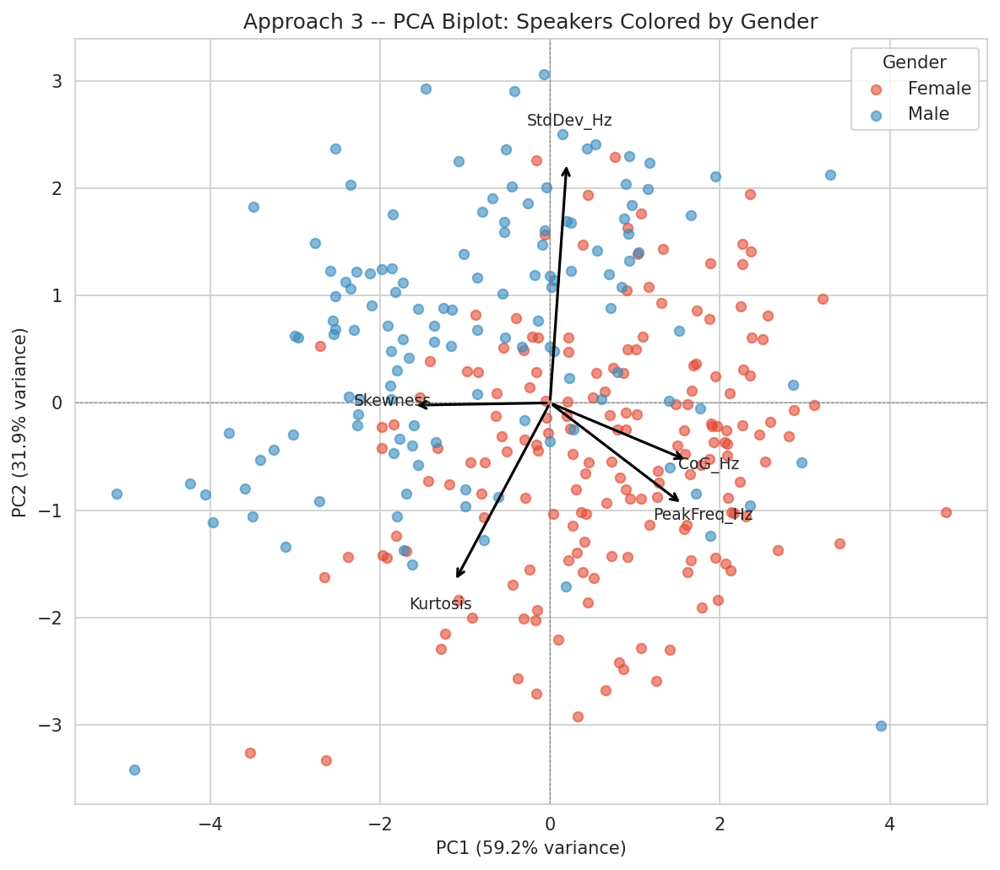 Approach 3 -- PCA Biplot: Speakers Colored by Gender
Gender
Female
Male
StdDev_Hz
Skewness
CoG_Hz
PeakFreq_Hz
Kurtosis
PC2 (31.9% variance)
3
2
1
0
−1
−2
−3
−4
−2
0
2
4
PC1 (59.2% variance)